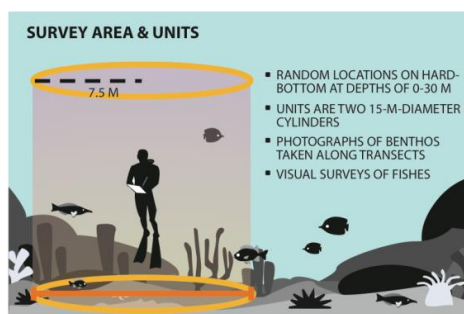 SURVEY AREA & UNITS
7.5 M
▪ RANDOM LOCATIONS ON HARD-
BOTTOM AT DEPTHS OF 0-30 M
▪ UNITS ARE TWO 15-M-DIAMETER
CYLINDERS
▪ PHOTOGRAPHS OF BENTHOS
TAKEN ALONG TRANSECTS
▪ VISUAL SURVEYS OF FISHES